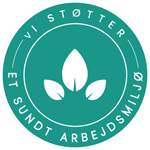 VI STØTTER
ET SUNDT ARBEJDSMILJØ